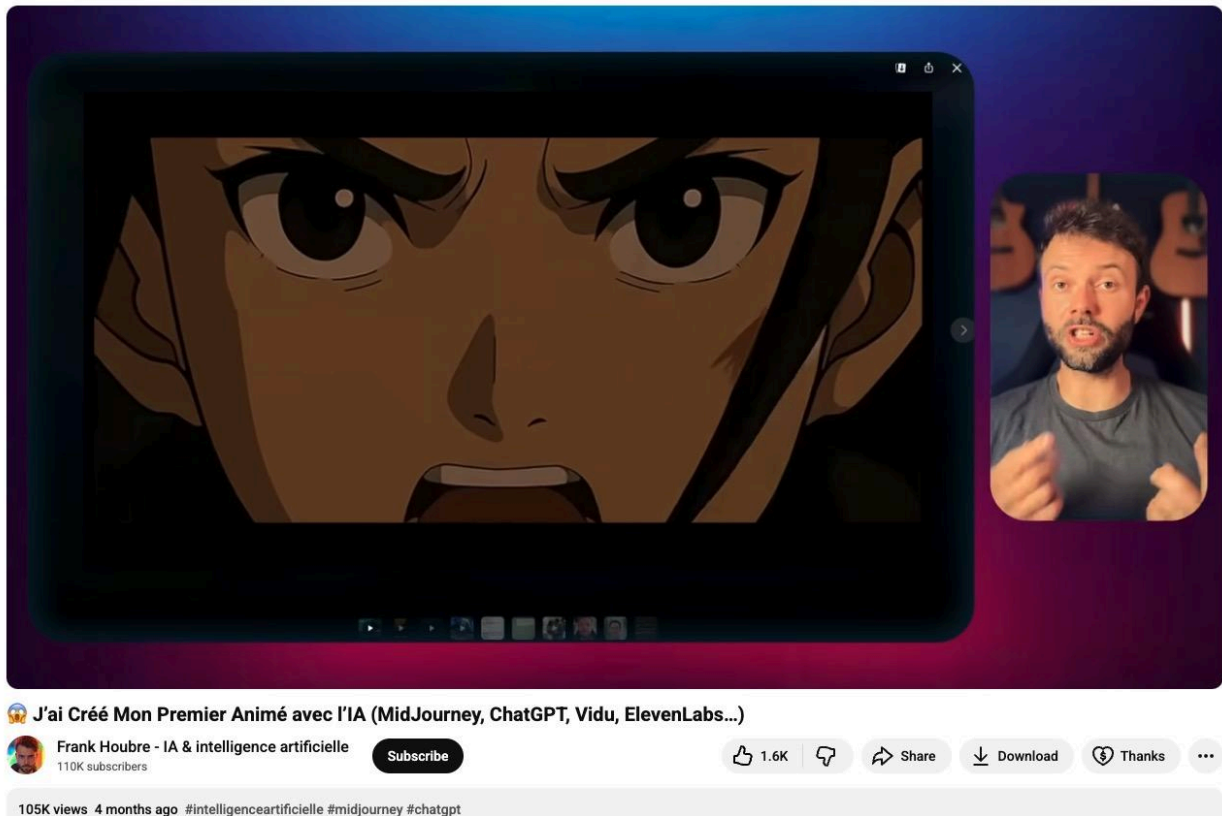 😱 J’ai Créé Mon Premier Animé avec l’IA (MidJourney, ChatGPT, Vidu, ElevenLabs...)
Frank Houbre - IA & intelligence artificielle
110K subscribers
Subscribe
1.6K
Share
Download
Thanks
105K views 4 months ago #intelligenceartificielle #midjourney #chatgpt